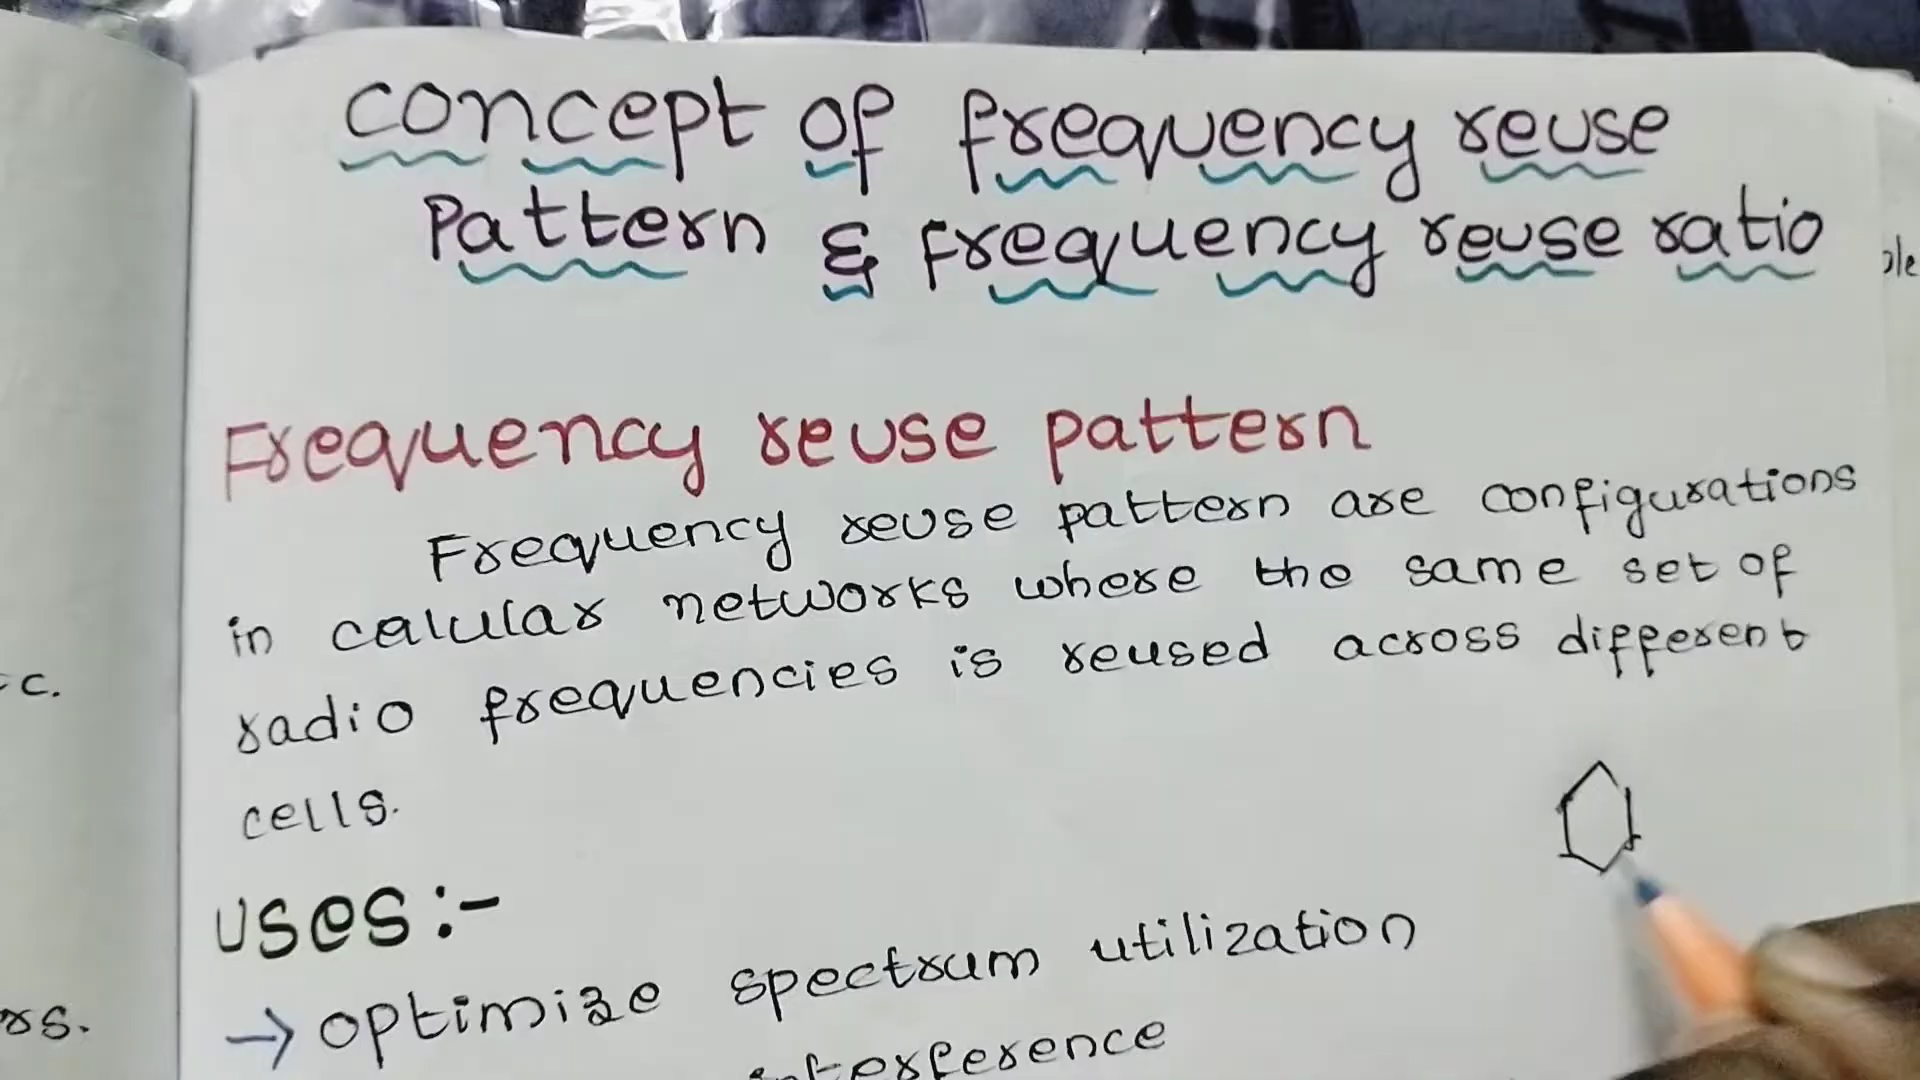 concept of frequency reuse
Pattern & Frequency reuse ratio
Frequency reuse pattern
Frequency reuse pattern are configurations
in calular networks where the same set of
radio frequencies is reused across different
cells.
uses:-
→ optimize spectrum utilization
interference